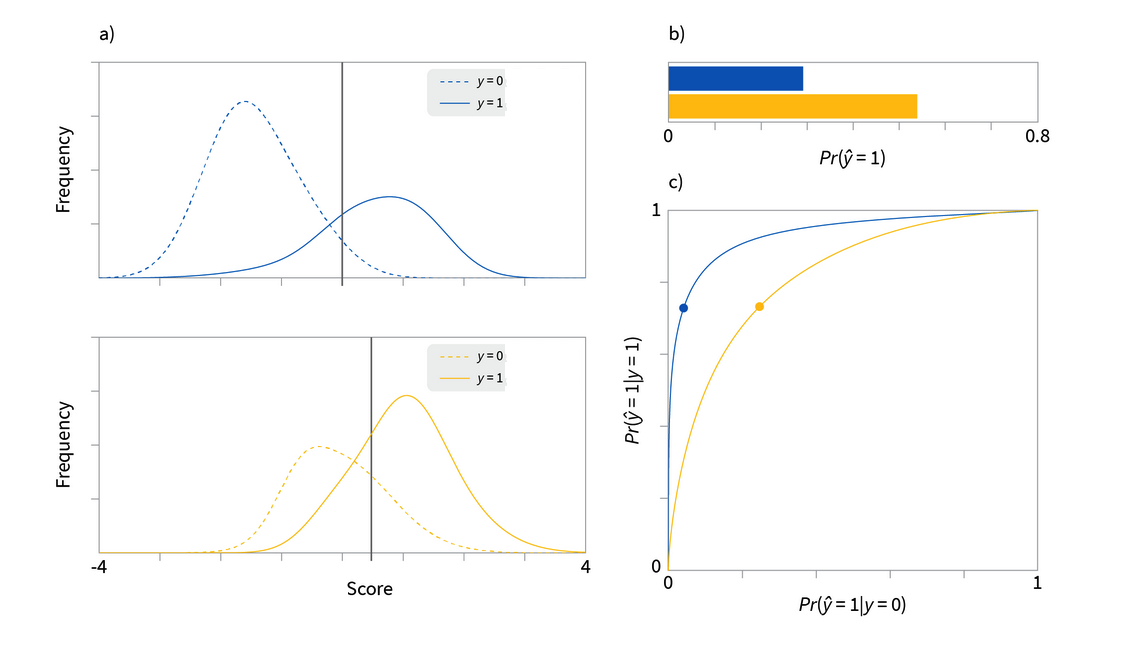 a)
Frequency
y = 0
y = 1
Frequency
y = 0
y = 1
-4
4
Score
b)
0
0.8
Pr(ŷ = 1)
c)
1
Pr(ŷ = 1|y = 1)
0
0
1
Pr(ŷ = 1|y = 0)